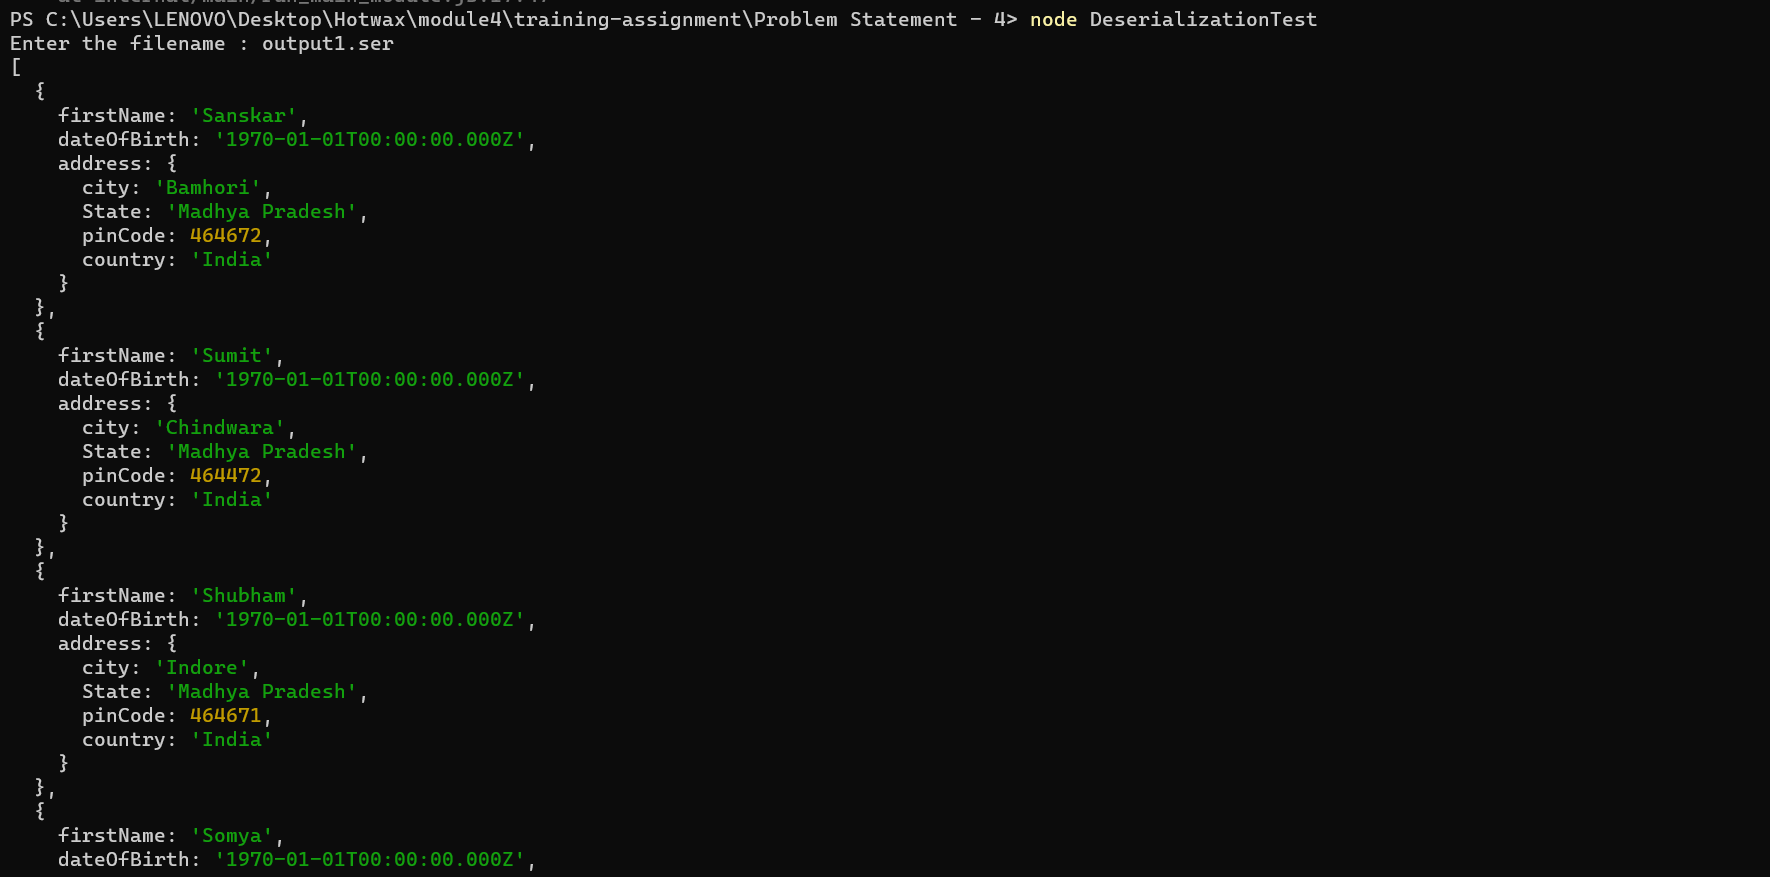 PS C:\Users\LENOVO\Desktop\Hotwax\module4\training-assignment\Problem Statement - 4> node DeserializationTest
Enter the filename : output1.ser
[
  {
    firstName: 'Sanskar',
    dateOfBirth: '1970-01-01T00:00:00.000Z',
    address: {
      city: 'Bamhori',
      State: 'Madhya Pradesh',
      pinCode: 464672,
      country: 'India'
    }
  },
  {
    firstName: 'Sumit',
    dateOfBirth: '1970-01-01T00:00:00.000Z',
    address: {
      city: 'Chindwara',
      State: 'Madhya Pradesh',
      pinCode: 464472,
      country: 'India'
    }
  },
  {
    firstName: 'Shubham',
    dateOfBirth: '1970-01-01T00:00:00.000Z',
    address: {
      city: 'Indore',
      State: 'Madhya Pradesh',
      pinCode: 464671,
      country: 'India'
    }
  },
  {
    firstName: 'Somya',
    dateOfBirth: '1970-01-01T00:00:00.000Z',